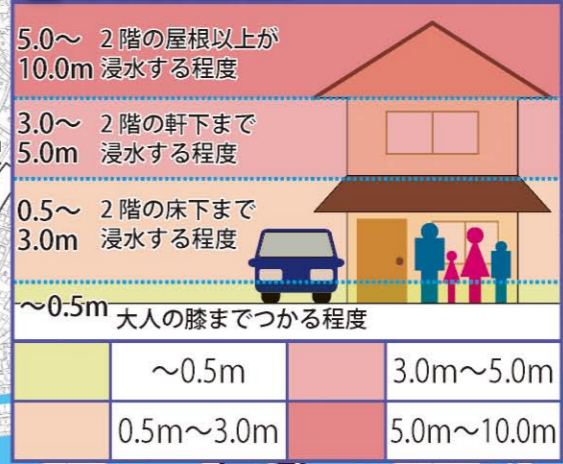 5.0～ 2階の屋根以上が
10.0m 浸水する程度
3.0～ 2階の軒下まで
5.0m 浸水する程度
0.5～ 2階の床下まで
3.0m 浸水する程度
～0.5m 大人の膝までつかる程度
～0.5m 3.0m～5.0m
0.5m～3.0m 5.0m～10.0m